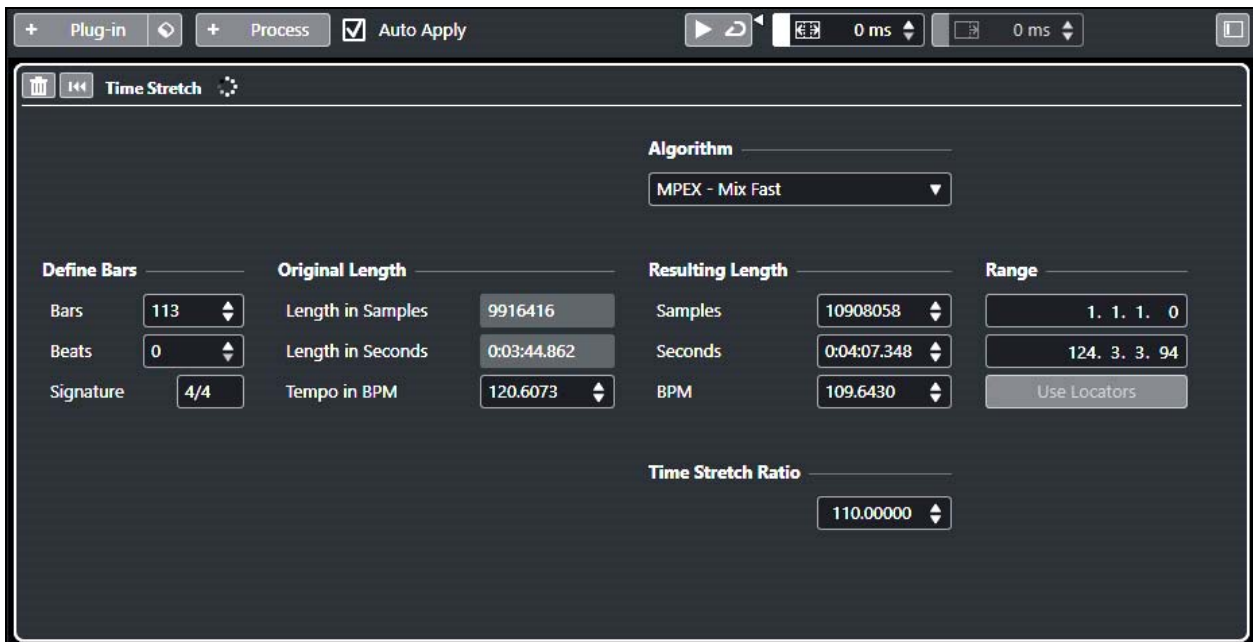 + Plug-in + Process Auto Apply 0 ms 0 ms
Time Stretch
Algorithm
MPEX - Mix Fast
Define Bars Original Length Resulting Length Range
Bars 113 Length in Samples 9916416 Samples 10908058 1. 1. 1. 0
Beats 0 Length in Seconds 0:03:44.862 Seconds 0:04:07.348 124. 3. 3. 94
Signature 4/4 Tempo in BPM 120.6073 BPM 109.6430 Use Locators
Time Stretch Ratio
110.00000